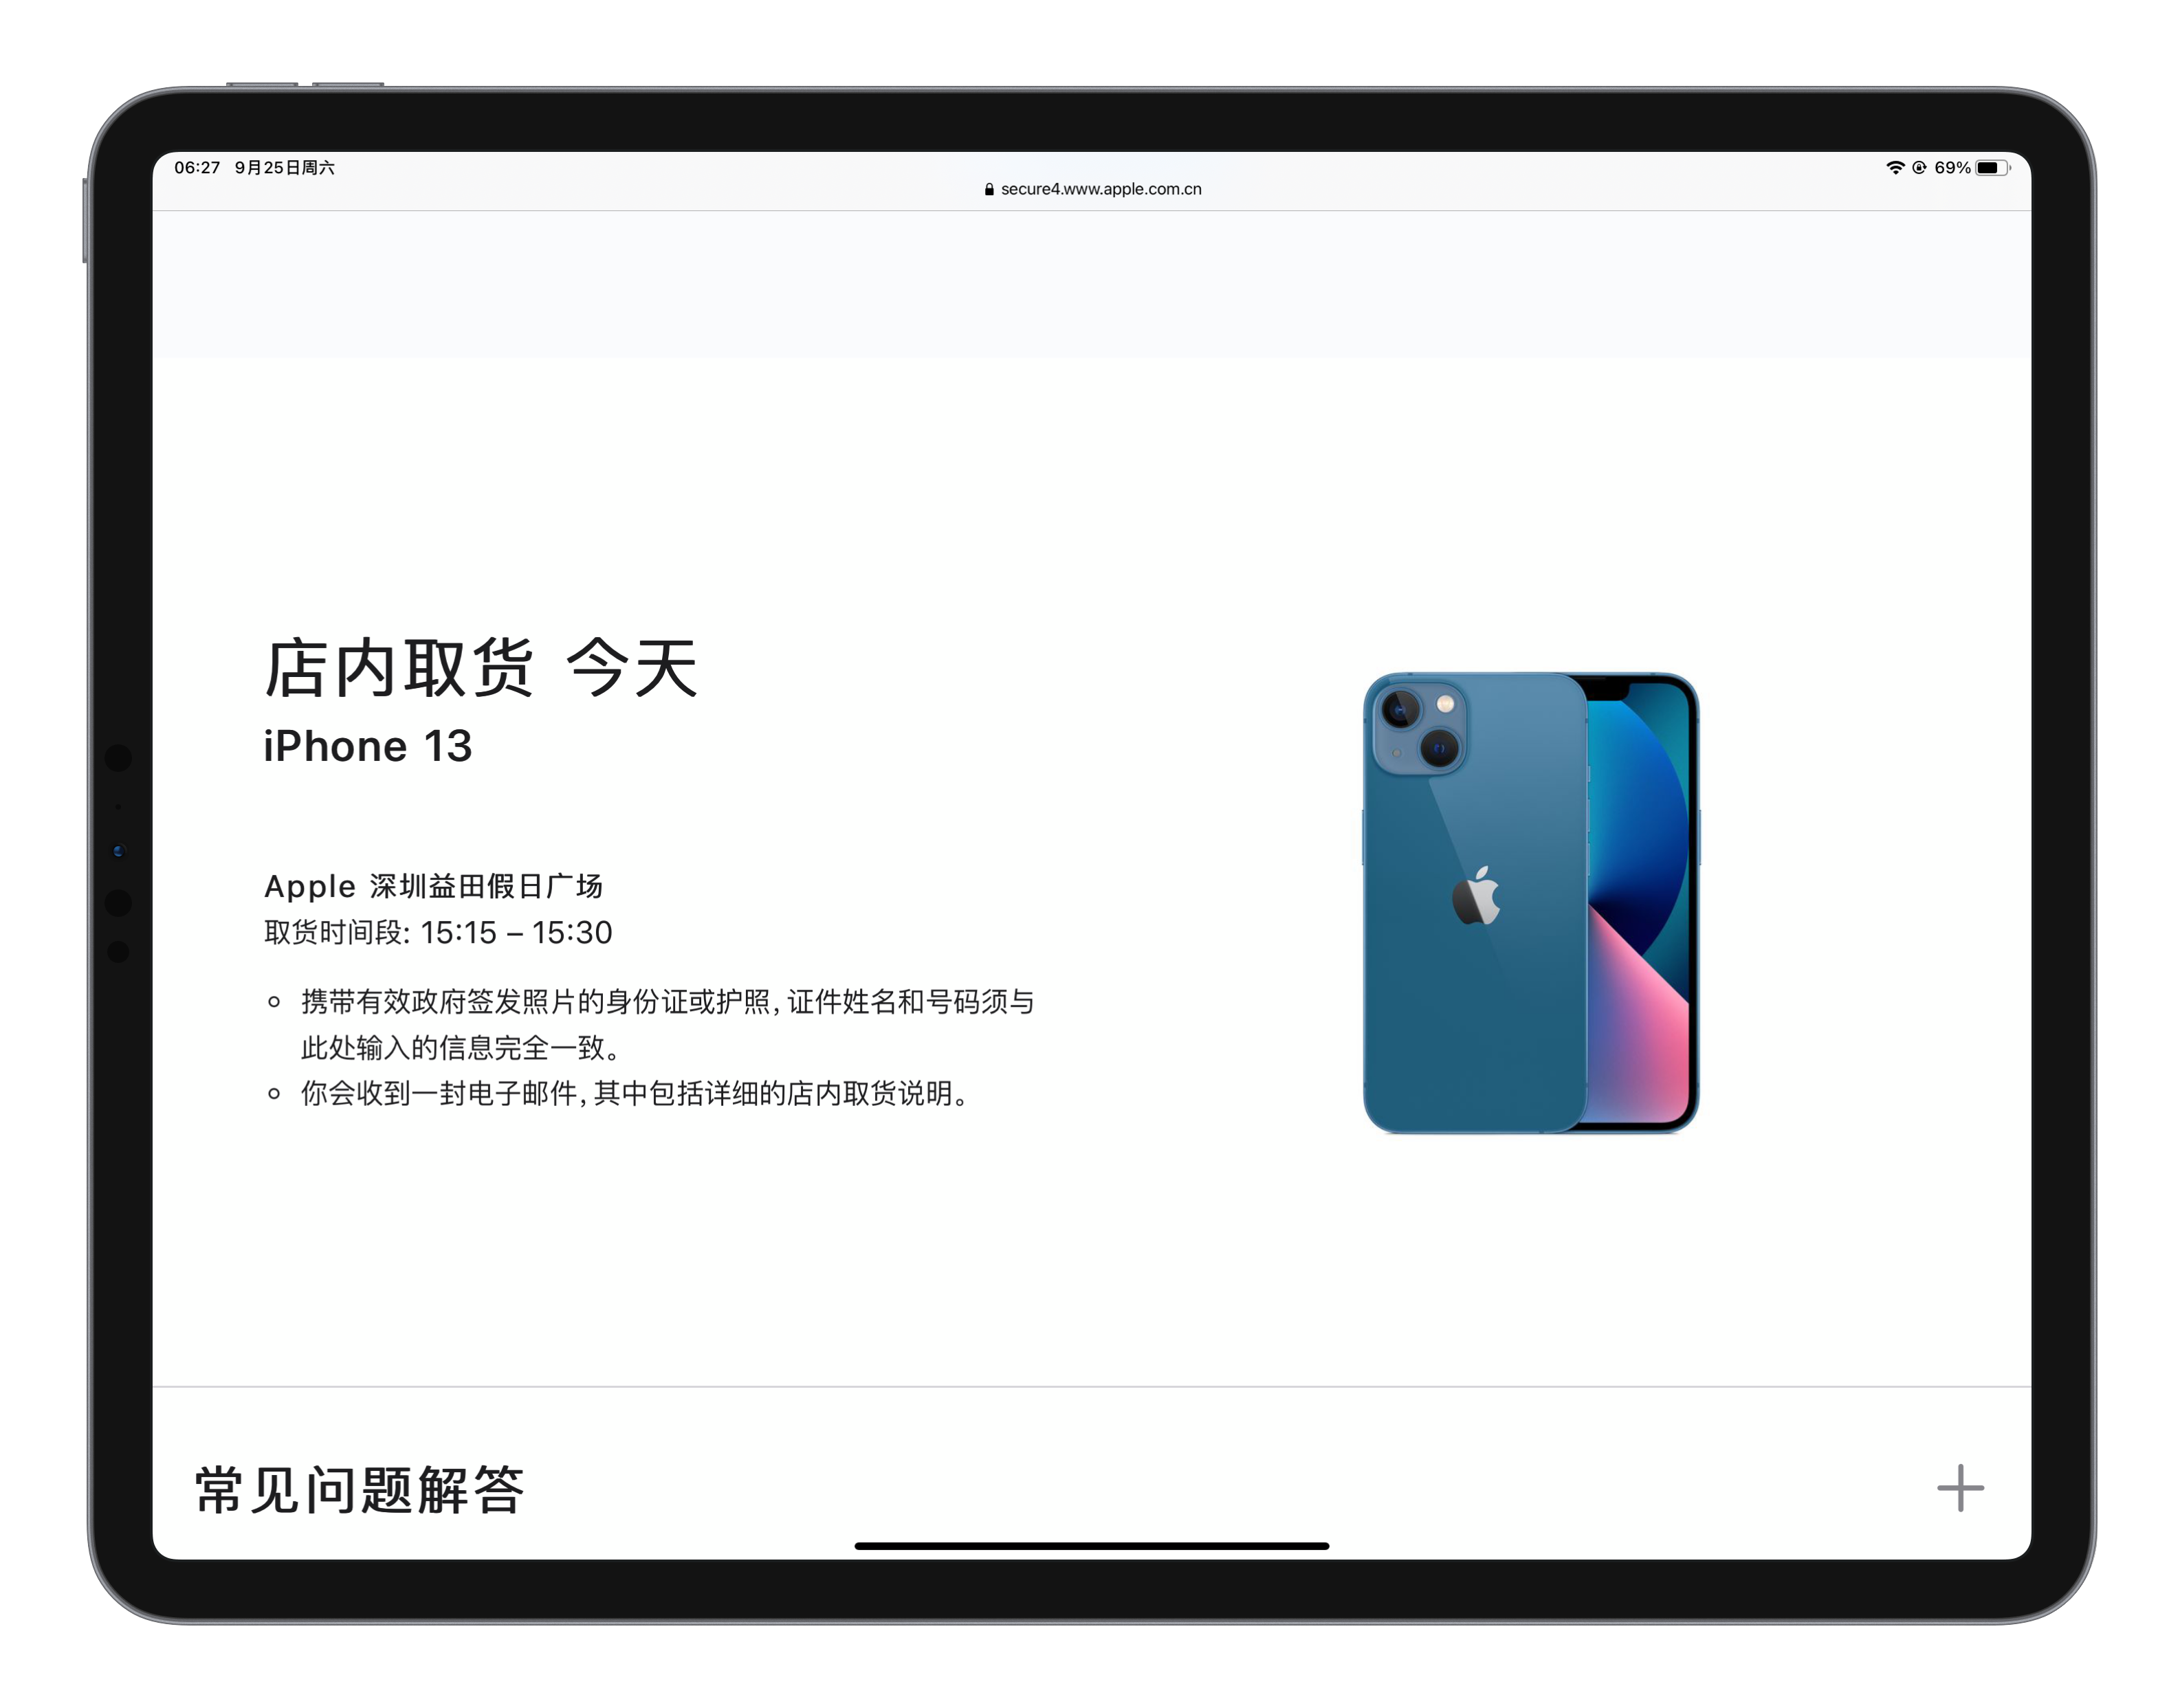 06:27 9月25日周六
69%
secure4.www.apple.com.cn
店内取货 今天
iPhone 13
Apple 深圳益田假日广场
取货时间段: 15:15 – 15:30
携带有效政府签发照片的身份证或护照, 证件姓名和号码须与
此处输入的信息完全一致。
你会收到一封电子邮件, 其中包括详细的店内取货说明。
常见问题解答